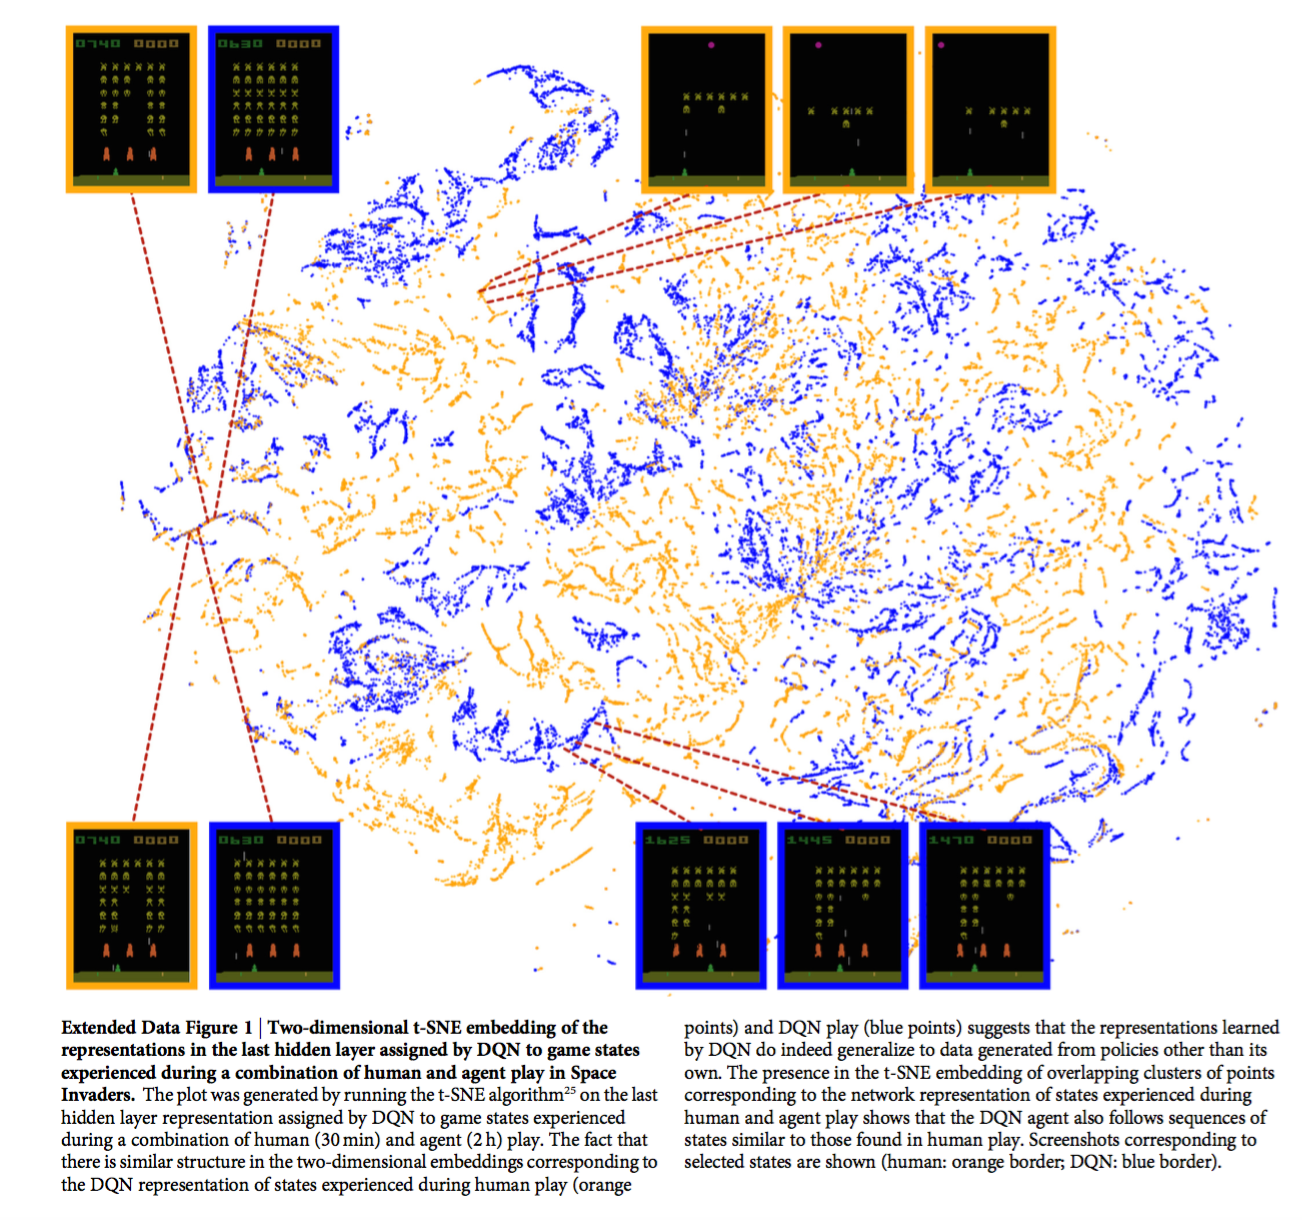 0740 0000
0630 0000
0740 0000
0630 0000
1625 0000
1445 0000
1470 0000
Extended Data Figure 1 | Two-dimensional t-SNE embedding of the
representations in the last hidden layer assigned by DQN to game states
experienced during a combination of human and agent play in Space
Invaders. The plot was generated by running the t-SNE algorithm²⁵ on the last
hidden layer representation assigned by DQN to game states experienced
during a combination of human (30 min) and agent (2 h) play. The fact that
there is similar structure in the two-dimensional embeddings corresponding to
the DQN representation of states experienced during human play (orange
points) and DQN play (blue points) suggests that the representations learned
by DQN do indeed generalize to data generated from policies other than its
own. The presence in the t-SNE embedding of overlapping clusters of points
corresponding to the network representation of states experienced during
human and agent play shows that the DQN agent also follows sequences of
states similar to those found in human play. Screenshots corresponding to
selected states are shown (human: orange border; DQN: blue border).